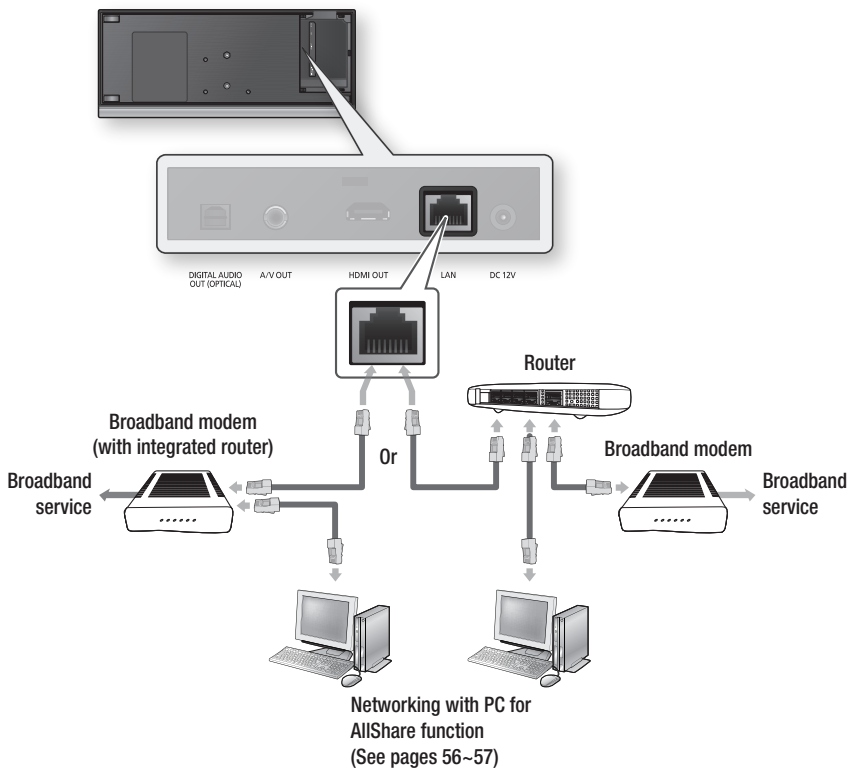 DIGITAL AUDIO
OUT (OPTICAL)
A/V OUT
HDMI OUT
LAN
DC 12V
Router
Broadband modem
(with integrated router)
Or
Broadband modem
Broadband
service
Broadband
service
Networking with PC for
AllShare function
(See pages 56~57)